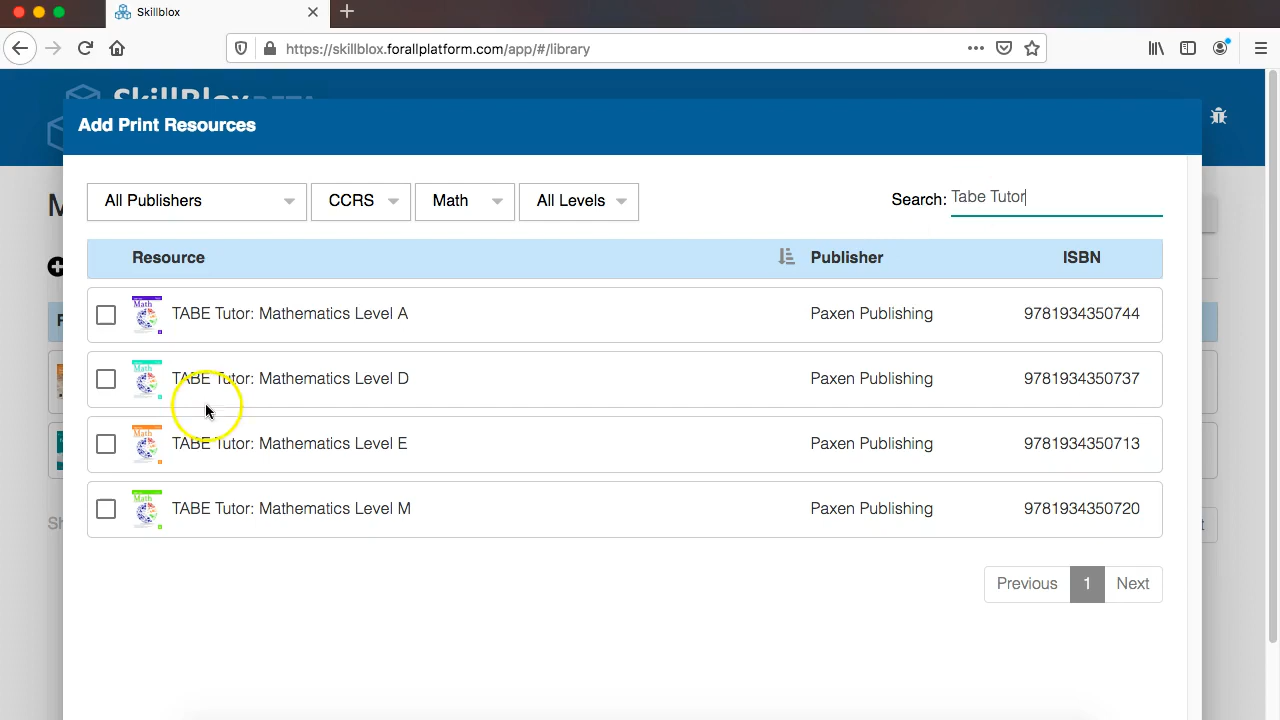 Skillblox
https://skillblox.forallplatform.com/app/#/library
SkillBlox BETA
Add Print Resources
All Publishers CCRS Math All Levels Search: Tabe Tutor
Resource Publisher ISBN
TABE Tutor: Mathematics Level A Paxen Publishing 9781934350744
TABE Tutor: Mathematics Level D Paxen Publishing 9781934350737
TABE Tutor: Mathematics Level E Paxen Publishing 9781934350713
TABE Tutor: Mathematics Level M Paxen Publishing 9781934350720
Previous 1 Next